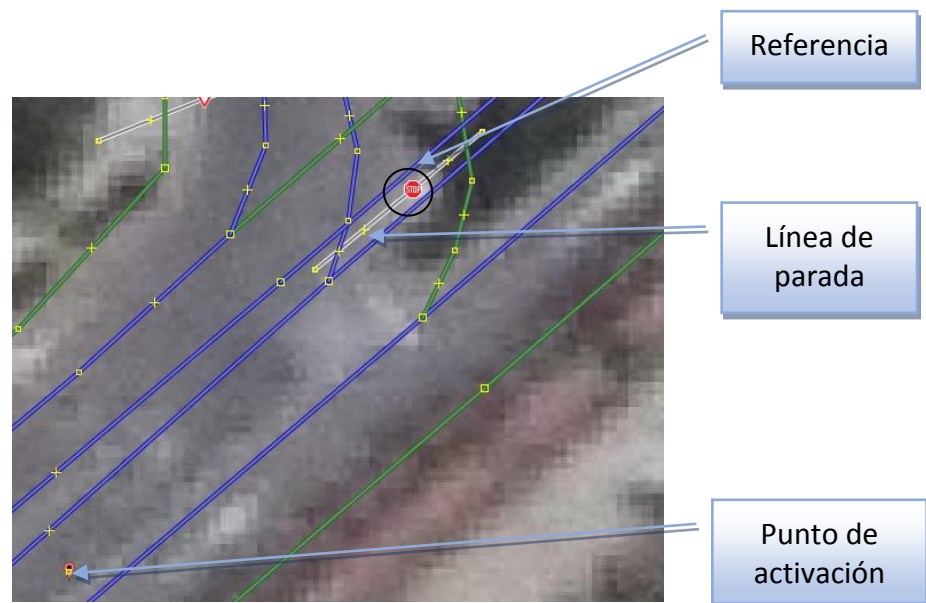 Referencia
STOP
Línea de
parada
Punto de
activación